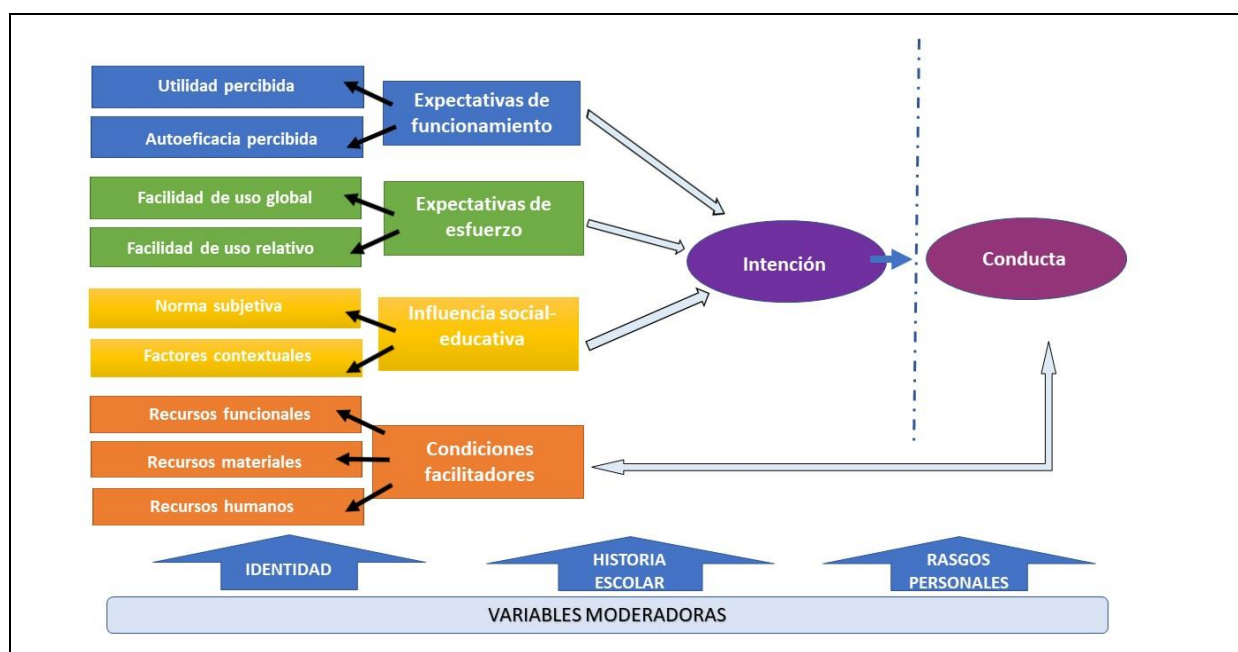 Utilidad percibida
Autoeficacia percibida
Expectativas de
funcionamiento
Facilidad de uso global
Facilidad de uso relativo
Expectativas de
esfuerzo
Norma subjetiva
Factores contextuales
Influencia social-
educativa
Recursos funcionales
Recursos materiales
Recursos humanos
Condiciones
facilitadores
Intención
Conducta
IDENTIDAD
HISTORIA
ESCOLAR
RASGOS
PERSONALES
VARIABLES MODERADORAS